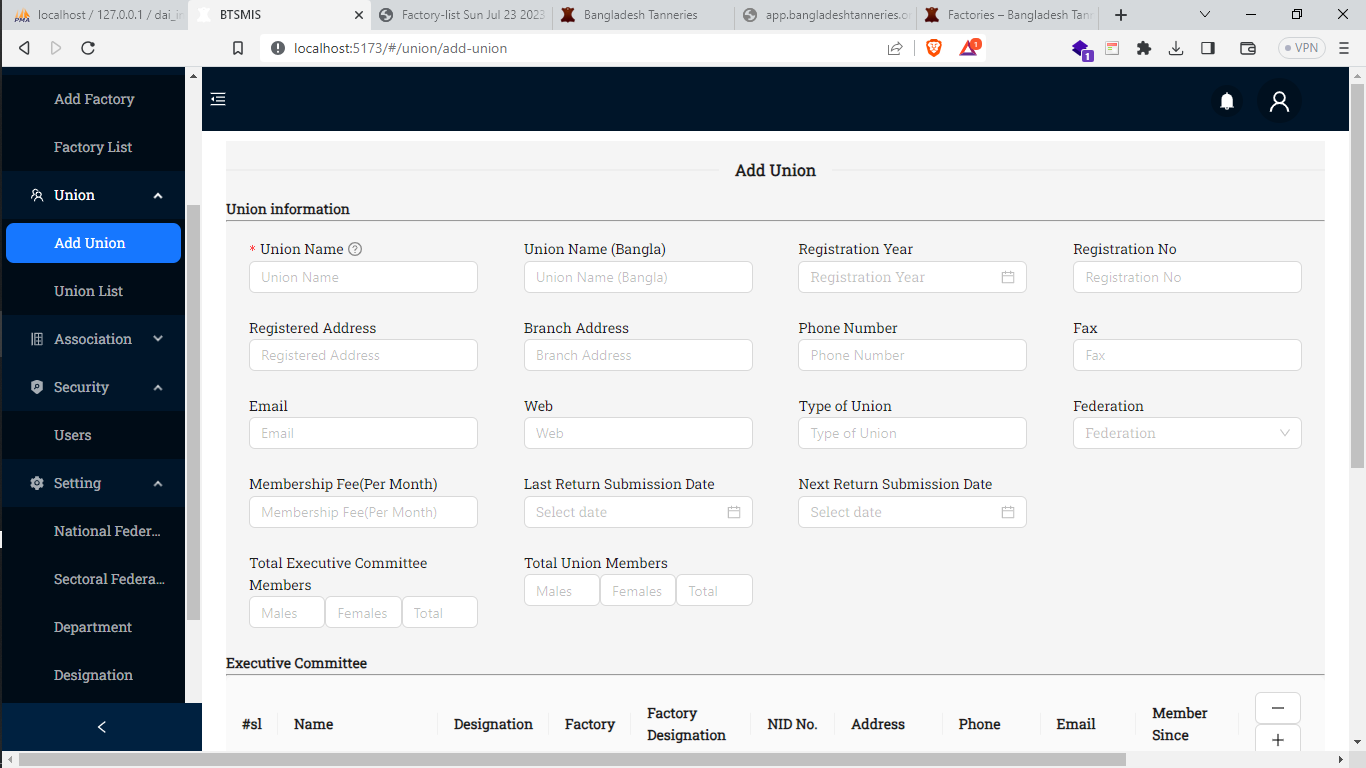 localhost / 127.0.0.1 / dai_i
BTSMIS
Factory-list Sun Jul 23 2023
Bangladesh Tanneries
app.bangladeshtanneries.o
Factories – Bangladesh Tann
PMA
localhost:5173/#/union/add-union
1
1
VPN
Add Factory
Factory List
Union
Add Union
Union List
Association
Security
Users
Setting
National Feder...
Sectoral Federa...
Department
Designation
Add Union
Union information
* Union Name
Union Name (Bangla)
Registration Year
Registration No
Union Name
Union Name (Bangla)
Registration Year
Registration No
Registered Address
Branch Address
Phone Number
Fax
Registered Address
Branch Address
Phone Number
Fax
Email
Web
Type of Union
Federation
Email
Web
Type of Union
Federation
Membership Fee(Per Month)
Last Return Submission Date
Next Return Submission Date
Membership Fee(Per Month)
Select date
Select date
Total Executive Committee
Members
Total Union Members
Males
Females
Total
Males
Females
Total
Executive Committee
#sl
Name
Designation
Factory
Factory
Designation
NID No.
Address
Phone
Email
Member
Since